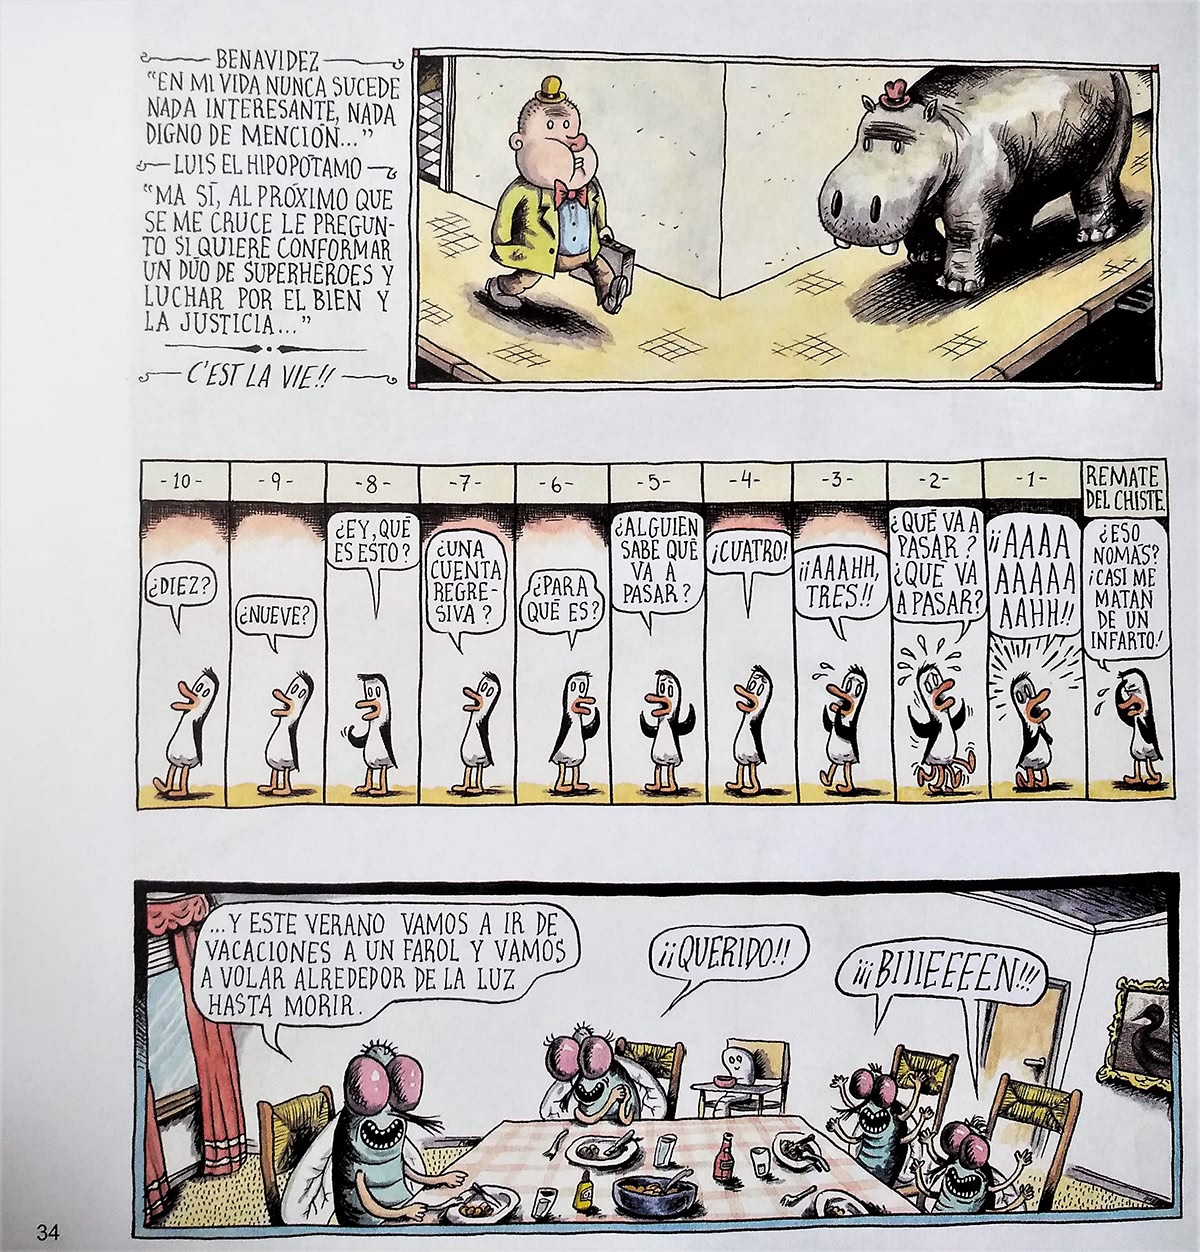 BENAVIDEZ
"EN MI VIDA NUNCA SUCEDE
NADA INTERESANTE, NADA
DIGNO DE MENCIÓN..."
LUIS EL HIPOPÓTAMO
"MA SÍ, AL PRÓXIMO QUE
SE ME CRUCE LE PREGUN-
TO SI QUIERE CONFORMAR
UN DÚO DE SUPERHÉROES Y
LUCHAR POR EL BIEN Y
LA JUSTICIA..."
C'EST LA VIE!!
-10-
-9-
-8-
-7-
-6-
-5-
-4-
-3-
-2-
-1-
REMATE
DEL CHISTE
¿DIEZ?
¿NUEVE?
¿EY, QUÉ
ES ESTO?
¿UNA
CUENTA
REGRE-
SIVA?
¿PARA
QUÉ ES?
¿ALGUIEN
SABE QUÉ
VA A
PASAR?
¡CUATRO!
¡¡AAAHH,
TRES!!
¿QUÉ VA A
PASAR?
¿QUÉ VA
A PASAR?
¡¡AAAA
AAAAA
AAHH!!
¿ESO
NOMÁS?
¡CASI ME
MATAN
DE UN
INFARTO!
...Y ESTE VERANO VAMOS A IR DE
VACACIONES A UN FAROL Y VAMOS
A VOLAR ALREDEDOR DE LA LUZ
HASTA MORIR.
¡¡QUERIDO!!
¡¡¡BIIIEEEEEN!!!
34